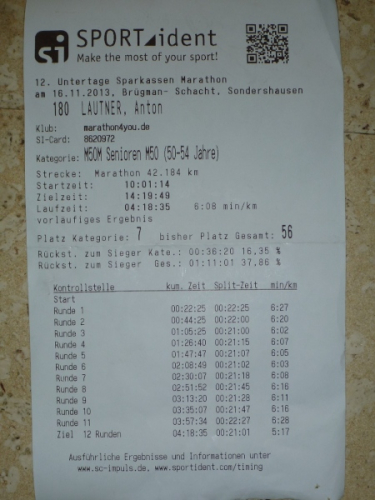 si SPORTident
Make the most of your sport!
12. Untertage Sparkassen Marathon
am 16.11.2013, Brügman- Schacht, Sondershausen
180 LAUTNER, Anton
Klub: marathon4you.de
SI-Card: 8620972
Kategorie: M50M Senioren M50 (50-54 Jahre)
Strecke: Marathon 42.184 km
Startzeit: 10:01:14
Zielzeit: 14:19:49
Laufzeit: 04:18:35 6:08 min/km
vorlaufiges Ergebnis
Platz Kategorie: 7 bisher Platz Gesamt: 56
Rückst. zum Sieger Kate.: 00:36:20 16,35 %
Rückst. zum Sieger Ges.: 01:11:01 37,86 %
Kontrollstelle kum. Zeit Split-Zeit min/km
Start
Runde 1 00:22:25 00:22:25 6:27
Runde 2 00:44:25 00:22:00 6:20
Runde 3 01:05:25 00:21:00 6:02
Runde 4 01:26:40 00:21:15 6:07
Runde 5 01:47:47 00:21:07 6:05
Runde 6 02:08:49 00:21:02 6:03
Runde 7 02:30:07 00:21:18 6:08
Runde 8 02:51:52 00:21:45 6:16
Runde 9 03:13:20 00:21:28 6:11
Runde 10 03:35:07 00:21:47 6:16
Runde 11 03:57:34 00:22:27 6:28
Ziel 12 Runden 04:18:35 00:21:01 5:17
Ausführliche Ergebnisse und Information unter
www.sc-impuls.de, www.sportident.com/timing